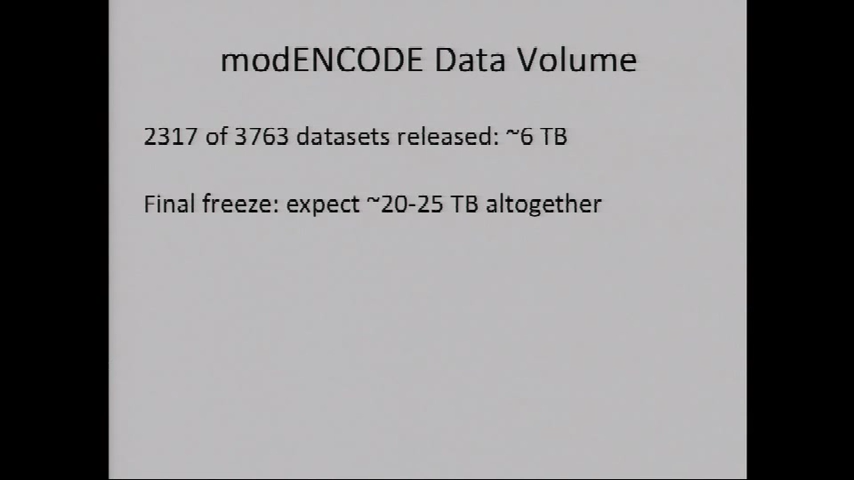 modENCODE Data Volume
2317 of 3763 datasets released: ~6 TB
Final freeze: expect ~20-25 TB altogether